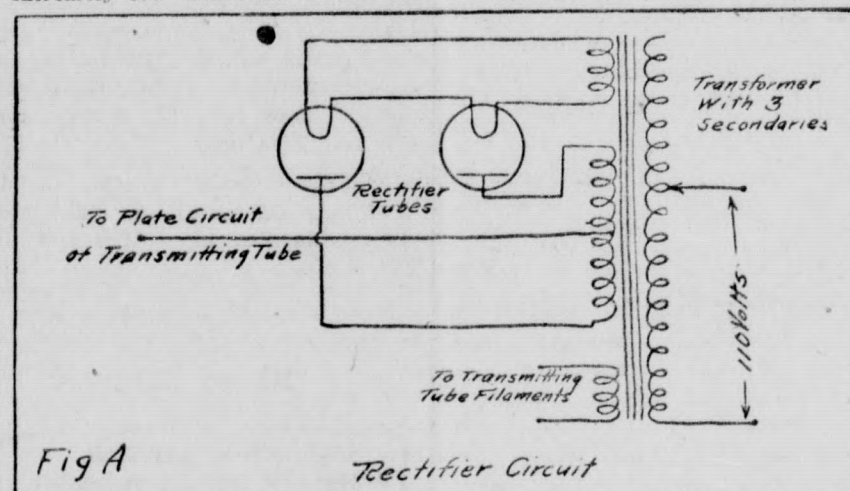 Transformer
With 3
Secondaries
Rectifier
Tubes
To Plate Circuit
of Transmitting Tube
110 Volts
To Transmitting
Tube Filaments
Fig A
Rectifier Circuit